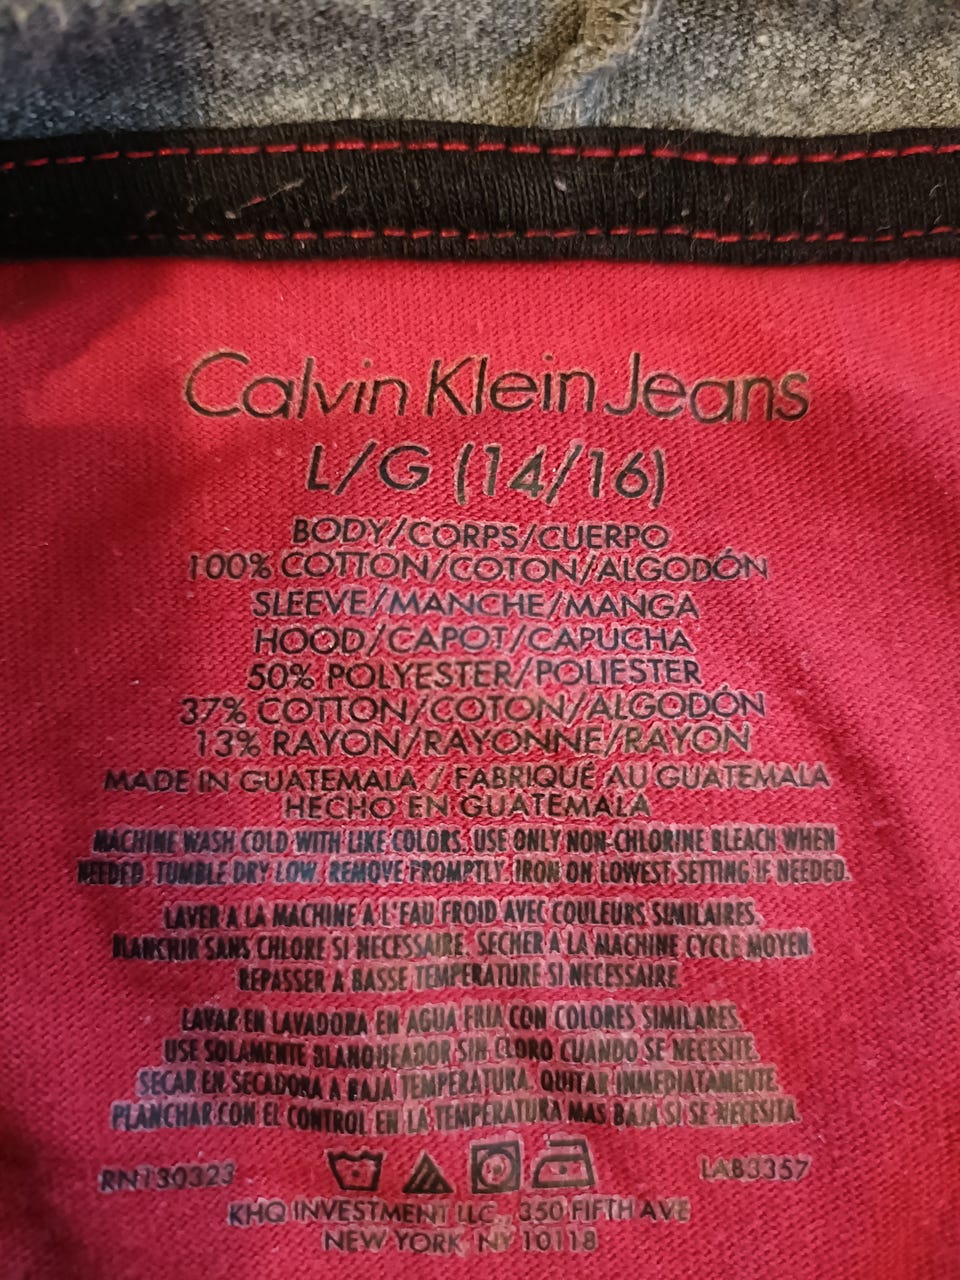 Calvin Klein Jeans
L/G (14/16)
BODY/CORPS/CUERPO
100% COTTON/COTON/ALGODÓN
SLEEVE/MANCHE/MANGA
HOOD/CAPOT/CAPUCHA
50% POLYESTER/POLIESTER
37% COTTON/COTON/ALGODÓN
13% RAYON/RAYONNE/RAYON
MADE IN GUATEMALA / FABRIQUÉ AU GUATEMALA
HECHO EN GUATEMALA
MACHINE WASH COLD WITH LIKE COLORS. USE ONLY NON-CHLORINE BLEACH WHEN
NEEDED. TUMBLE DRY LOW. REMOVE PROMPTLY. IRON ON LOWEST SETTING IF NEEDED.
LAVER A LA MACHINE A L'EAU FROID AVEC COULEURS SIMILAIRES.
BLANCHIR SANS CHLORE SI NECESSAIRE. SECHER A LA MACHINE CYCLE MOYEN.
REPASSER A BASSE TEMPERATURE SI NECESSAIRE.
LAVAR EN LAVADORA EN AGUA FRIA CON COLORES SIMILARES.
USE SOLAMENTE BLANQUEADOR SIN CLORO CUANDO SE NECESITE.
SECAR EN SECADORA A BAJA TEMPERATURA. QUITAR INMEDIATAMENTE.
PLANCHAR CON EL CONTROL EN LA TEMPERATURA MAS BAJA SI SE NECESITA.
RN130323 LAB3357
KHQ INVESTMENT LLC, 350 FIFTH AVE
NEW YORK, NY 10118